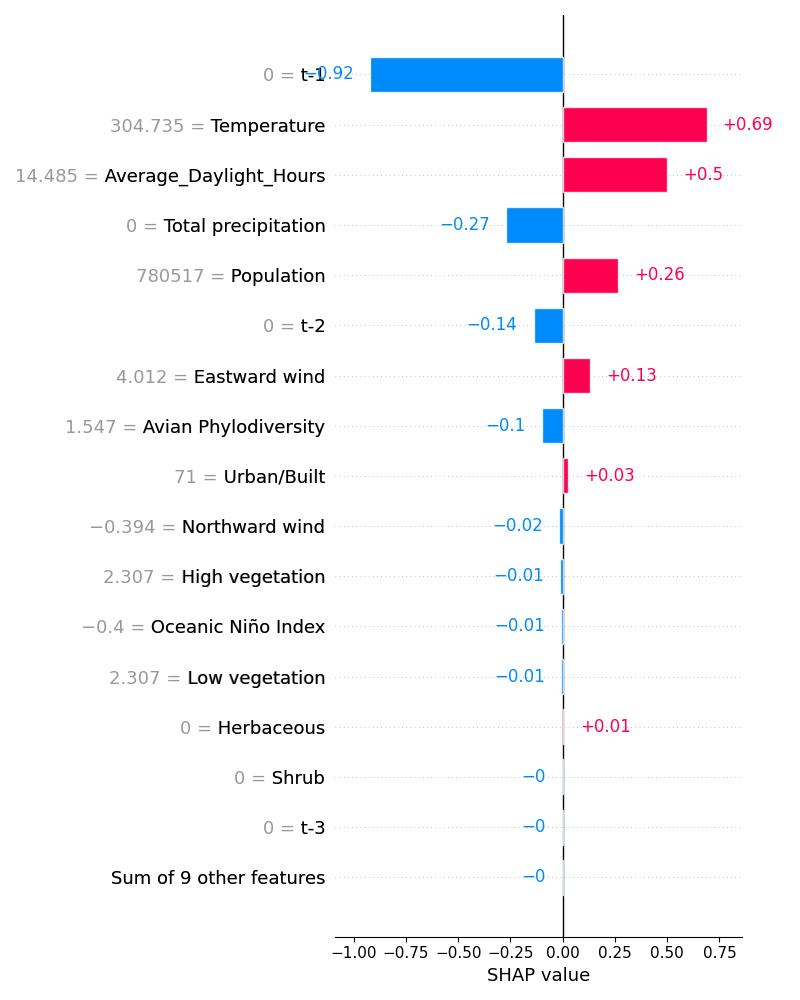 0 = t-1 −0.92
304.735 = Temperature +0.69
14.485 = Average_Daylight_Hours +0.5
0 = Total precipitation −0.27
780517 = Population +0.26
0 = t-2 −0.14
4.012 = Eastward wind +0.13
1.547 = Avian Phylodiversity −0.1
71 = Urban/Built +0.03
−0.394 = Northward wind −0.02
2.307 = High vegetation −0.01
−0.4 = Oceanic Niño Index −0.01
2.307 = Low vegetation −0.01
0 = Herbaceous +0.01
0 = Shrub −0
0 = t-3 −0
Sum of 9 other features −0
−1.00 −0.75 −0.50 −0.25 0.00 0.25 0.50 0.75
SHAP value